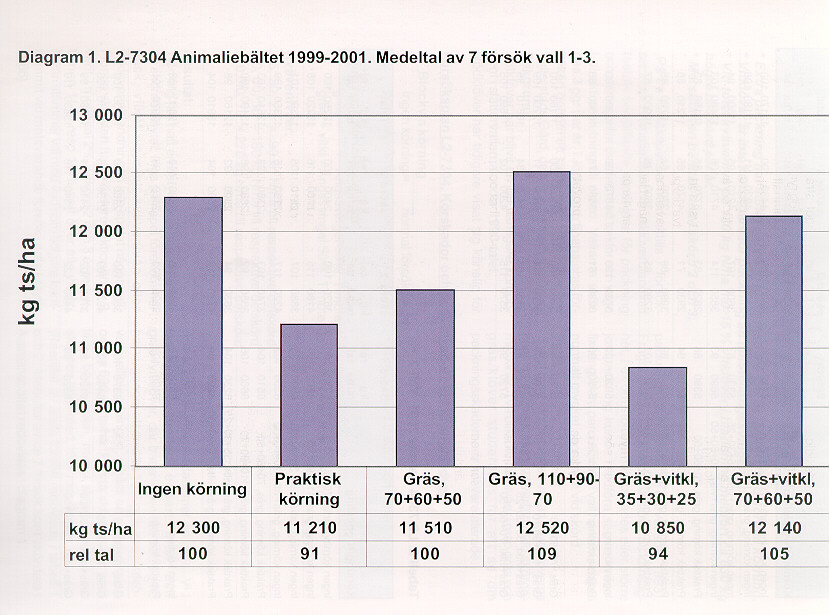 Diagram 1. L2-7304 Animaliebältet 1999-2001. Medeltal av 7 försök vall 1-3.
kg ts/ha
13 000
12 500
12 000
11 500
11 000
10 500
10 000
Ingen körning
Praktisk
körning
Gräs,
70+60+50
Gräs, 110+90-
70
Gräs+vitkl,
35+30+25
Gräs+vitkl,
70+60+50
kg ts/ha 12 300 11 210 11 510 12 520 10 850 12 140
rel tal 100 91 100 109 94 105